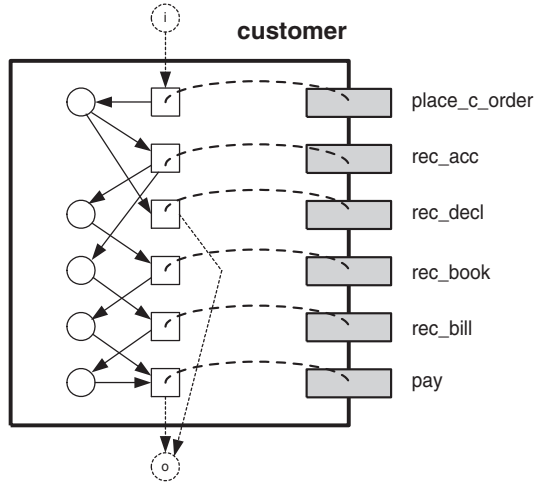 i
customer
place_c_order
rec_acc
rec_decl
rec_book
rec_bill
pay
o